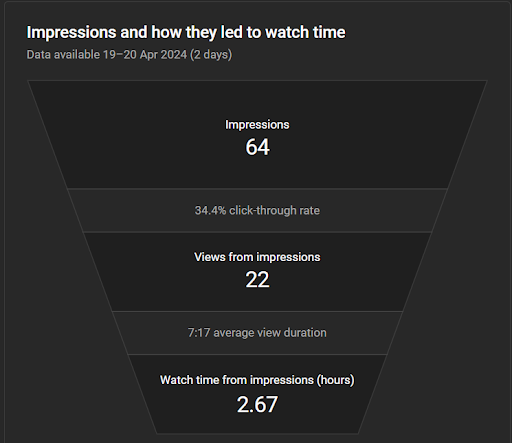 Impressions and how they led to watch time
Data available 19–20 Apr 2024 (2 days)
Impressions
64
34.4% click-through rate
Views from impressions
22
7:17 average view duration
Watch time from impressions (hours)
2.67